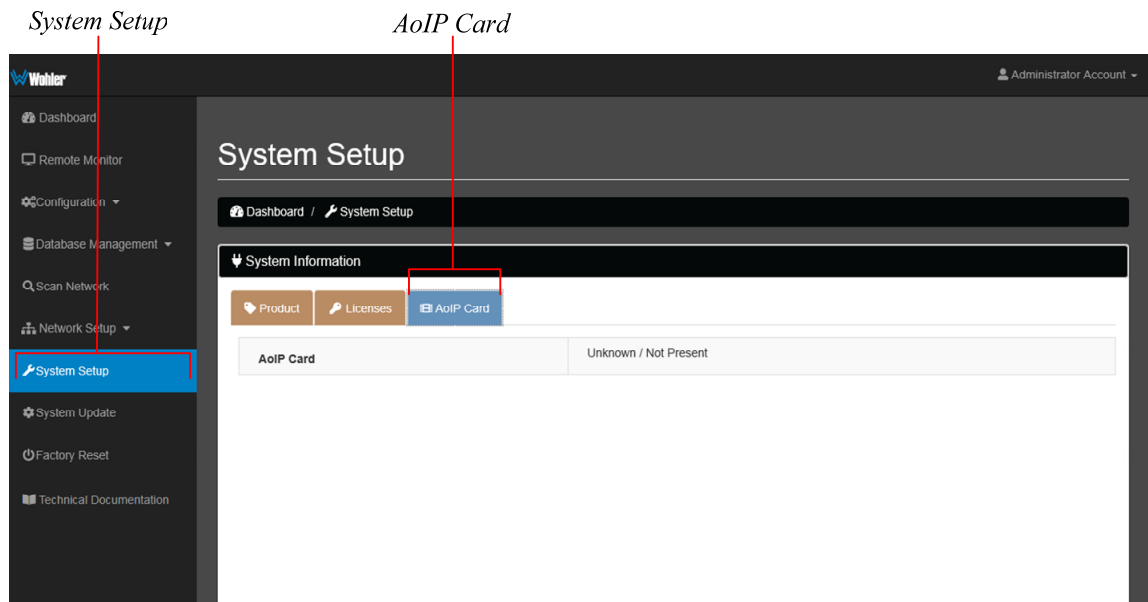 System Setup
AoIP Card
Wohler
Administrator Account
Dashboard
Remote Monitor
Configuration
Database Management
Scan Network
Network Setup
System Setup
System Update
Factory Reset
Technical Documentation
System Setup
Dashboard / System Setup
System Information
Product Licenses AoIP Card
AoIP Card Unknown / Not Present